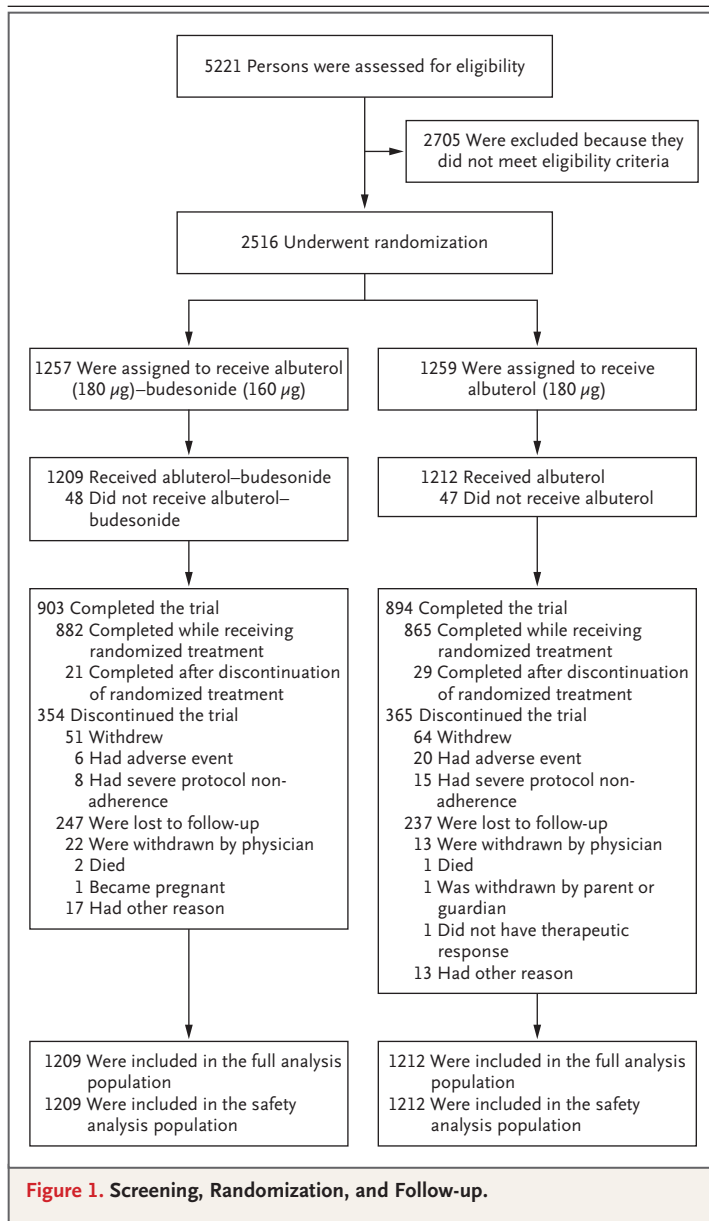 5221 Persons were assessed for eligibility
2705 Were excluded because they
did not meet eligibility criteria
2516 Underwent randomization
1257 Were assigned to receive albuterol
(180 µg)–budesonide (160 µg)
1259 Were assigned to receive
albuterol (180 µg)
1209 Received abluterol–budesonide
48 Did not receive albuterol–
budesonide
1212 Received albuterol
47 Did not receive albuterol
903 Completed the trial
882 Completed while receiving
randomized treatment
21 Completed after discontinuation
of randomized treatment
354 Discontinued the trial
51 Withdrew
6 Had adverse event
8 Had severe protocol non-
adherence
247 Were lost to follow-up
22 Were withdrawn by physician
2 Died
1 Became pregnant
17 Had other reason
894 Completed the trial
865 Completed while receiving
randomized treatment
29 Completed after discontinuation
of randomized treatment
365 Discontinued the trial
64 Withdrew
20 Had adverse event
15 Had severe protocol non-
adherence
237 Were lost to follow-up
13 Were withdrawn by physician
1 Died
1 Was withdrawn by parent or
guardian
1 Did not have therapeutic
response
13 Had other reason
1209 Were included in the full analysis
population
1209 Were included in the safety
analysis population
1212 Were included in the full analysis
population
1212 Were included in the safety
analysis population
Figure 1. Screening, Randomization, and Follow-up.